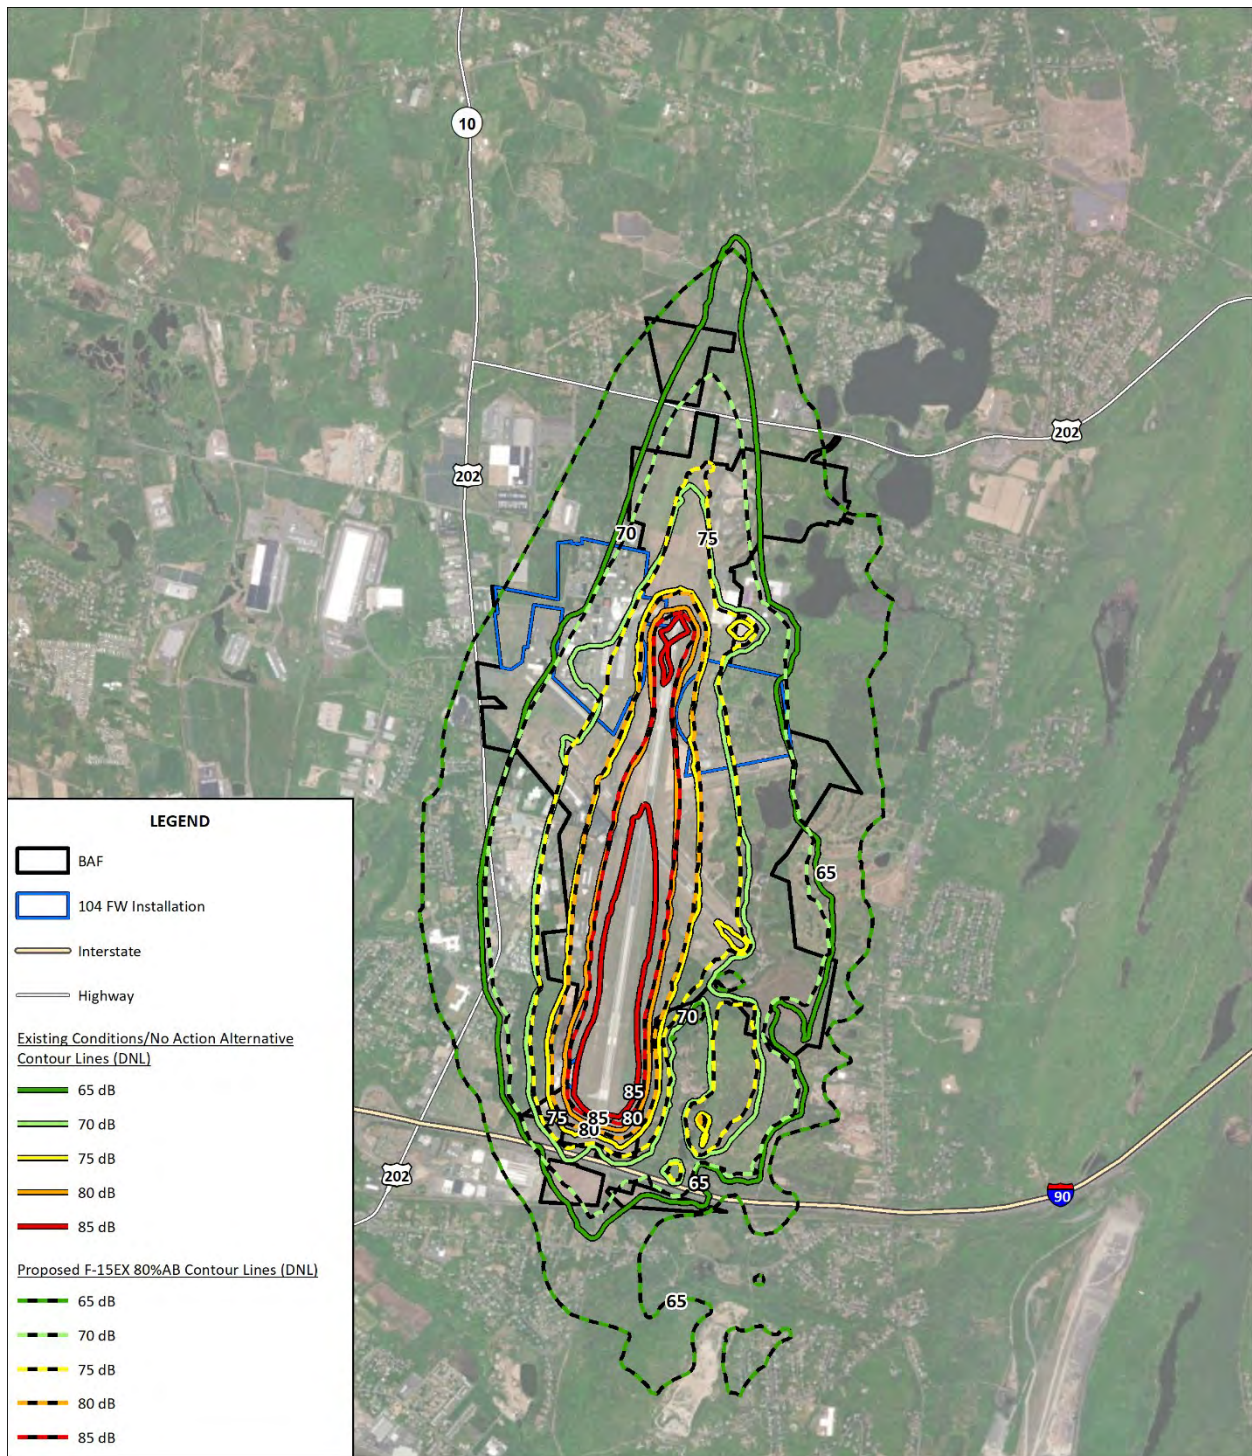 10
202
202
70
75
65
70
85
75
85
80
80
202
65
90
65
LEGEND
BAF
104 FW Installation
Interstate
Highway
Existing Conditions/No Action Alternative
Contour Lines (DNL)
65 dB
70 dB
75 dB
80 dB
85 dB
Proposed F-15EX 80%AB Contour Lines (DNL)
65 dB
70 dB
75 dB
80 dB
85 dB